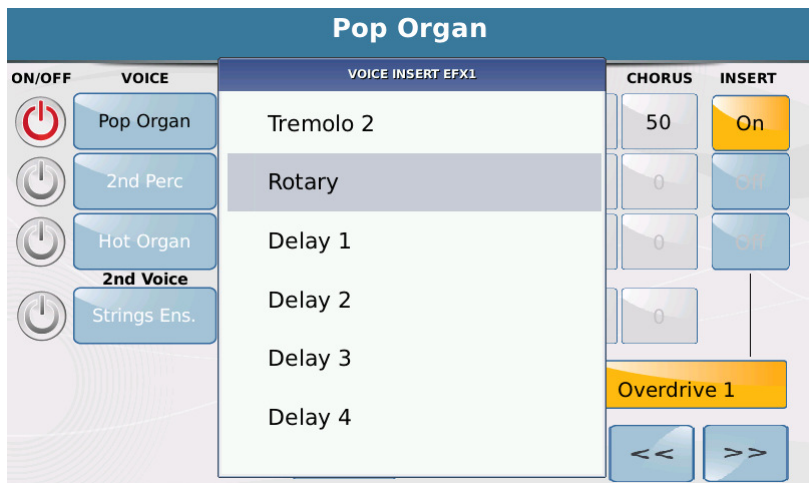 Pop Organ
ON/OFF VOICE VOICE INSERT EFX1 CHORUS INSERT
Pop Organ Tremolo 2 50 On
2nd Perc Rotary 0 Off
Hot Organ Delay 1 0 Off
2nd Voice
Strings Ens. Delay 2 0
Delay 3
Overdrive 1
Delay 4
<< >>